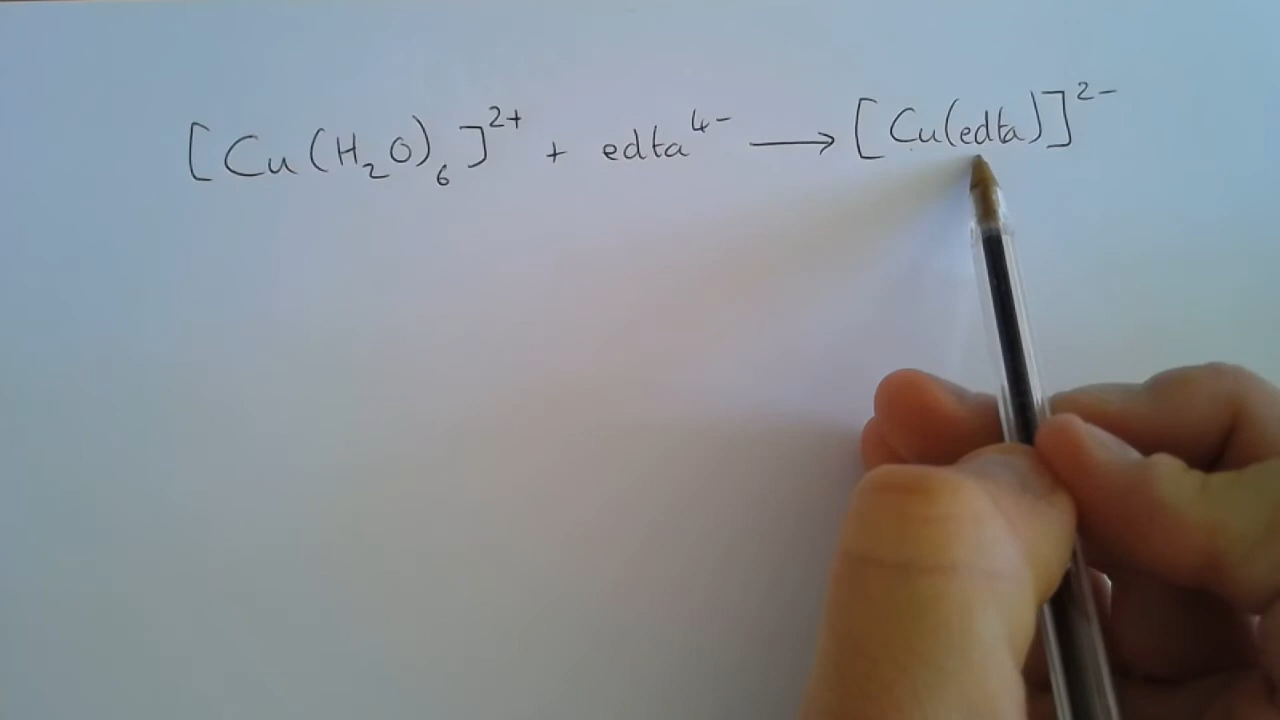 [Cu(H₂O)₆]²⁺ + edta⁴⁻ ⟶ [Cu(edta)]²⁻